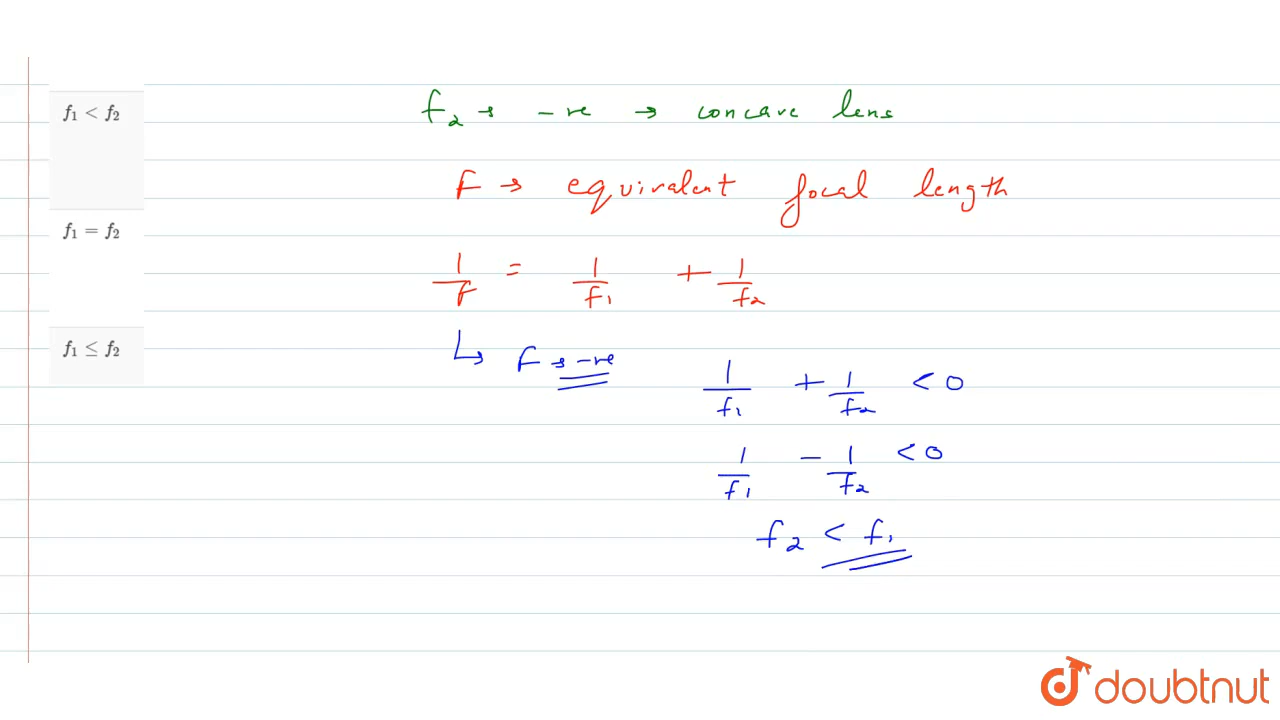 f₁ < f₂
f₁ = f₂
f₁ ≤ f₂
f₂ → -ve → concave lens
F → equivalent focal length
1/F = 1/f₁ + 1/f₂
↳ F → -ve
1/f₁ + 1/f₂ < 0
1/f₁ - 1/f₂ < 0
f₂ < f₁
doubtnut